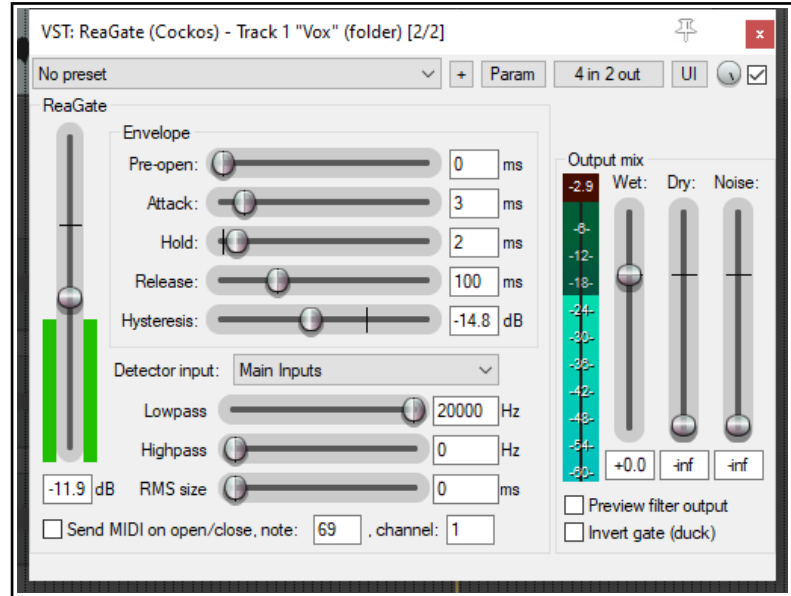 VST: ReaGate (Cockos) - Track 1 "Vox" (folder) [2/2]
x
No preset + Param 4 in 2 out UI
ReaGate
Envelope
Pre-open: 0 ms
Attack: 3 ms
Hold: 2 ms
Release: 100 ms
Hysteresis: -14.8 dB
Detector input: Main Inputs
Lowpass 20000 Hz
Highpass 0 Hz
-11.9 dB RMS size 0 ms
Send MIDI on open/close, note: 69 , channel: 1
Output mix
Wet: Dry: Noise:
-2.9
-6-
-12-
-18-
-24-
-30-
-36-
-42-
-48-
-54-
-60-
+0.0 -inf -inf
Preview filter output
Invert gate (duck)